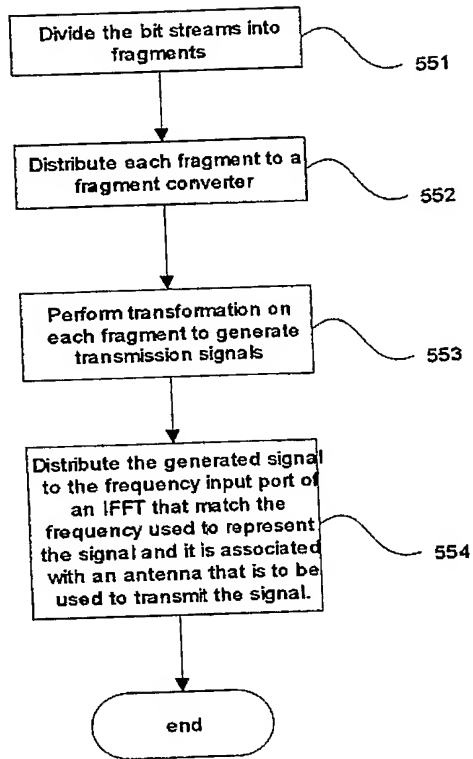 Divide the bit streams into
fragments
551
Distribute each fragment to a
fragment converter
552
Perform transformation on
each fragment to generate
transmission signals
553
Distribute the generated signal
to the frequency input port of
an IFFT that match the
frequency used to represent
the signal and it is associated
with an antenna that is to be
used to transmit the signal.
554
end